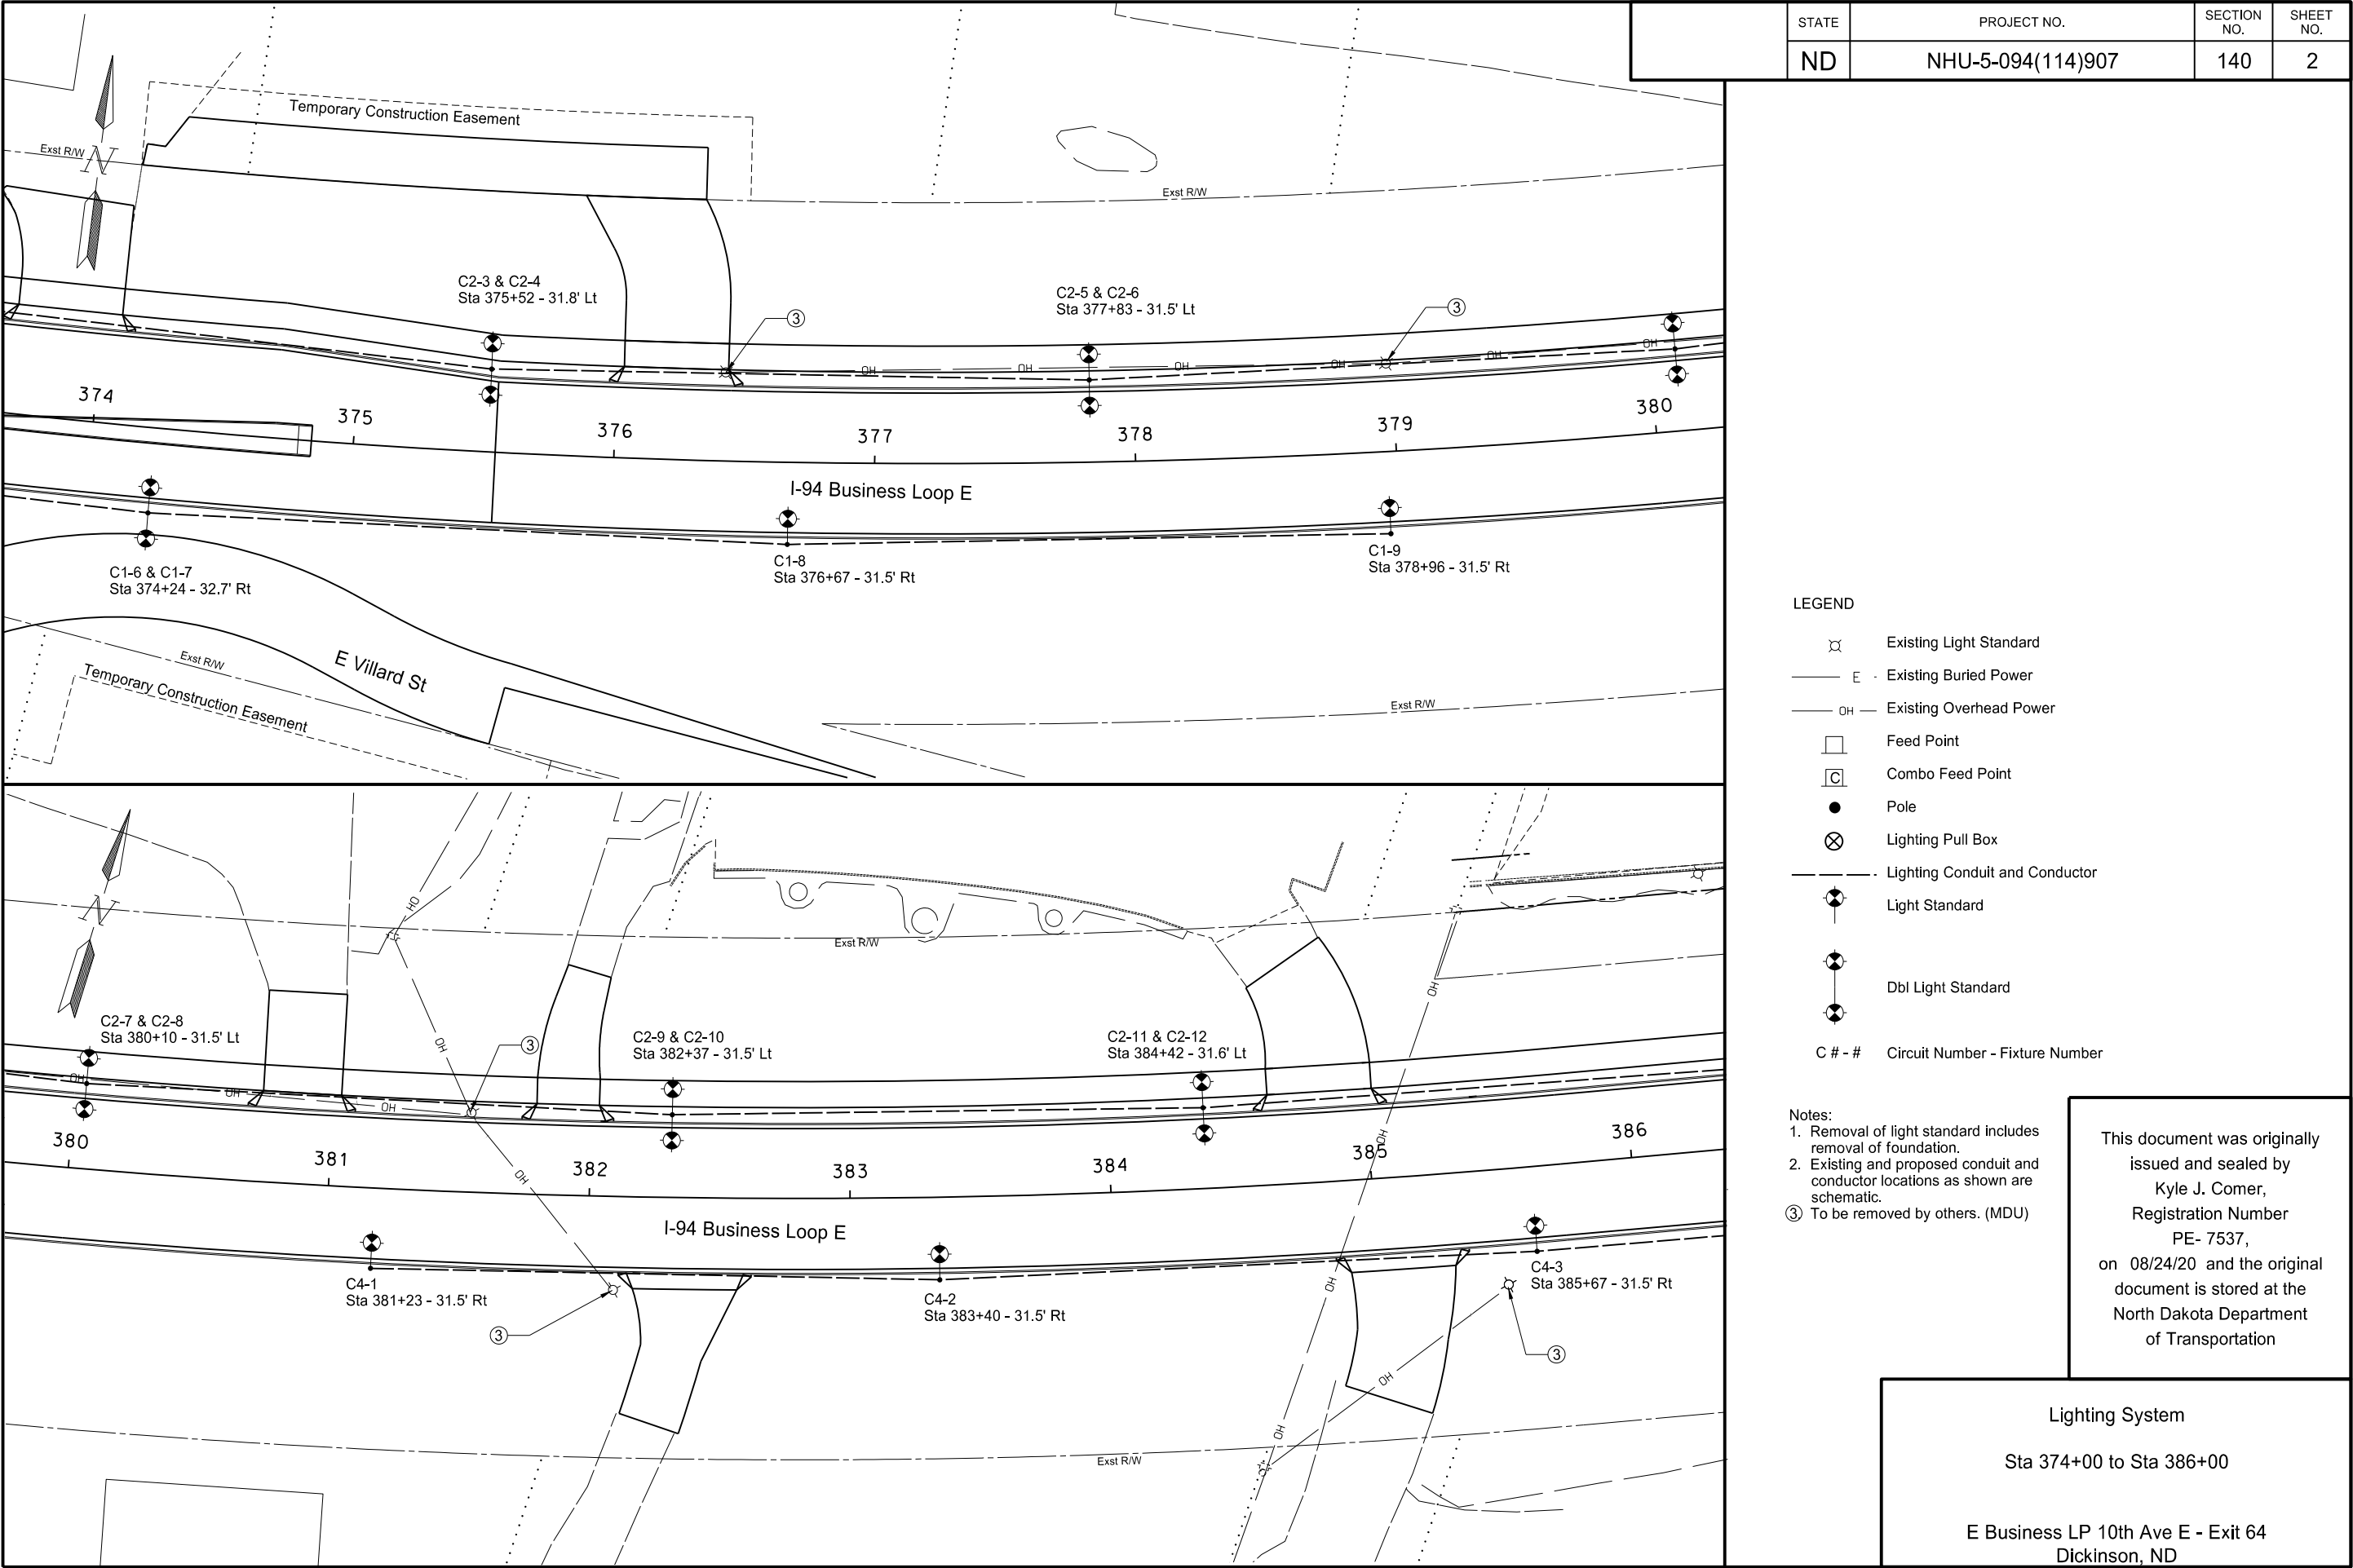 STATE
PROJECT NO.
SECTION NO.
SHEET NO.
ND
NHU-5-094(114)907
140
2
Temporary Construction Easement
Exst R/W
N
Exst R/W
C2-3 & C2-4
Sta 375+52 - 31.8' Lt
C2-5 & C2-6
Sta 377+83 - 31.5' Lt
3
3
OH
OH
OH
OH
OH
OH
374
375
376
377
378
379
380
I-94 Business Loop E
C1-6 & C1-7
Sta 374+24 - 32.7' Rt
C1-8
Sta 376+67 - 31.5' Rt
C1-9
Sta 378+96 - 31.5' Rt
Exst R/W
E Villard St
Temporary Construction Easement
Exst R/W
OH
N
Exst R/W
C2-7 & C2-8
Sta 380+10 - 31.5' Lt
OH
3
C2-9 & C2-10
Sta 382+37 - 31.5' Lt
C2-11 & C2-12
Sta 384+42 - 31.6' Lt
OH
OH
OH
OH
OH
OH
380
381
382
383
384
385
386
I-94 Business Loop E
C4-1
Sta 381+23 - 31.5' Rt
3
C4-2
Sta 383+40 - 31.5' Rt
OH
C4-3
Sta 385+67 - 31.5' Rt
3
OH
OH
Exst R/W
LEGEND
Existing Light Standard
E Existing Buried Power
OH Existing Overhead Power
Feed Point
C Combo Feed Point
Pole
Lighting Pull Box
Lighting Conduit and Conductor
Light Standard
Dbl Light Standard
C # - # Circuit Number - Fixture Number
Notes:
1. Removal of light standard includes
removal of foundation.
2. Existing and proposed conduit and
conductor locations as shown are
schematic.
3 To be removed by others. (MDU)
This document was originally
issued and sealed by
Kyle J. Comer,
Registration Number
PE- 7537,
on 08/24/20 and the original
document is stored at the
North Dakota Department
of Transportation
Lighting System
Sta 374+00 to Sta 386+00
E Business LP 10th Ave E - Exit 64
Dickinson, ND